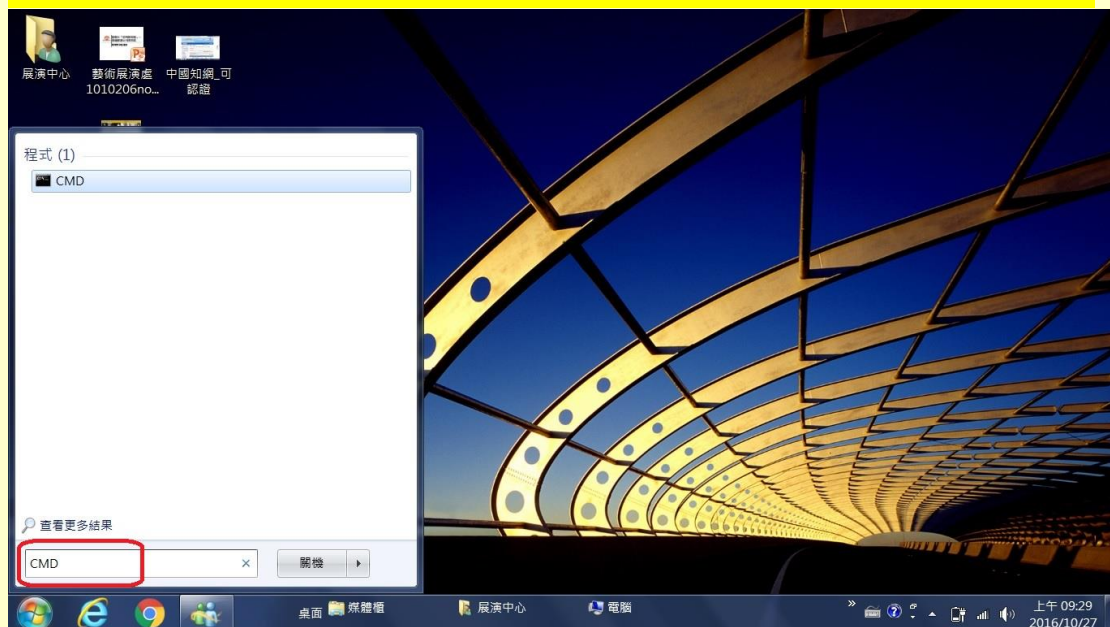 展演中心
藝術展演處
1010206no...
中國知網_可
認證
程式 (1)
CMD
查看更多結果
CMD
關機
桌面
媒體櫃
展演中心
電腦
上午 09:29
2016/10/27